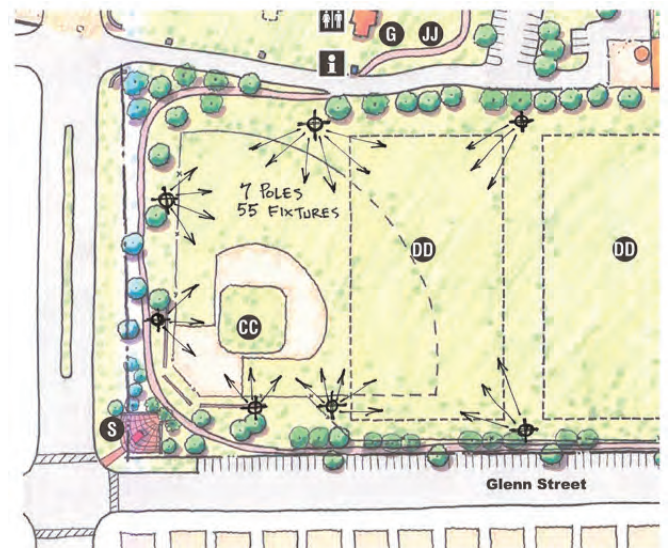 G JJ
i
7 POLES
55 FIXTURES
DD DD
CC
S
Glenn Street